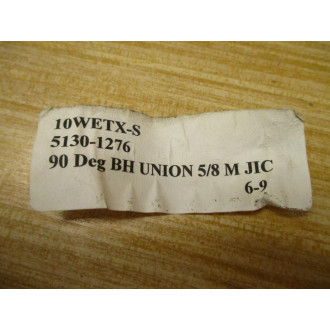 10WETX-S
5130-1276
90 Deg BH UNION 5/8 M JIC
6-9